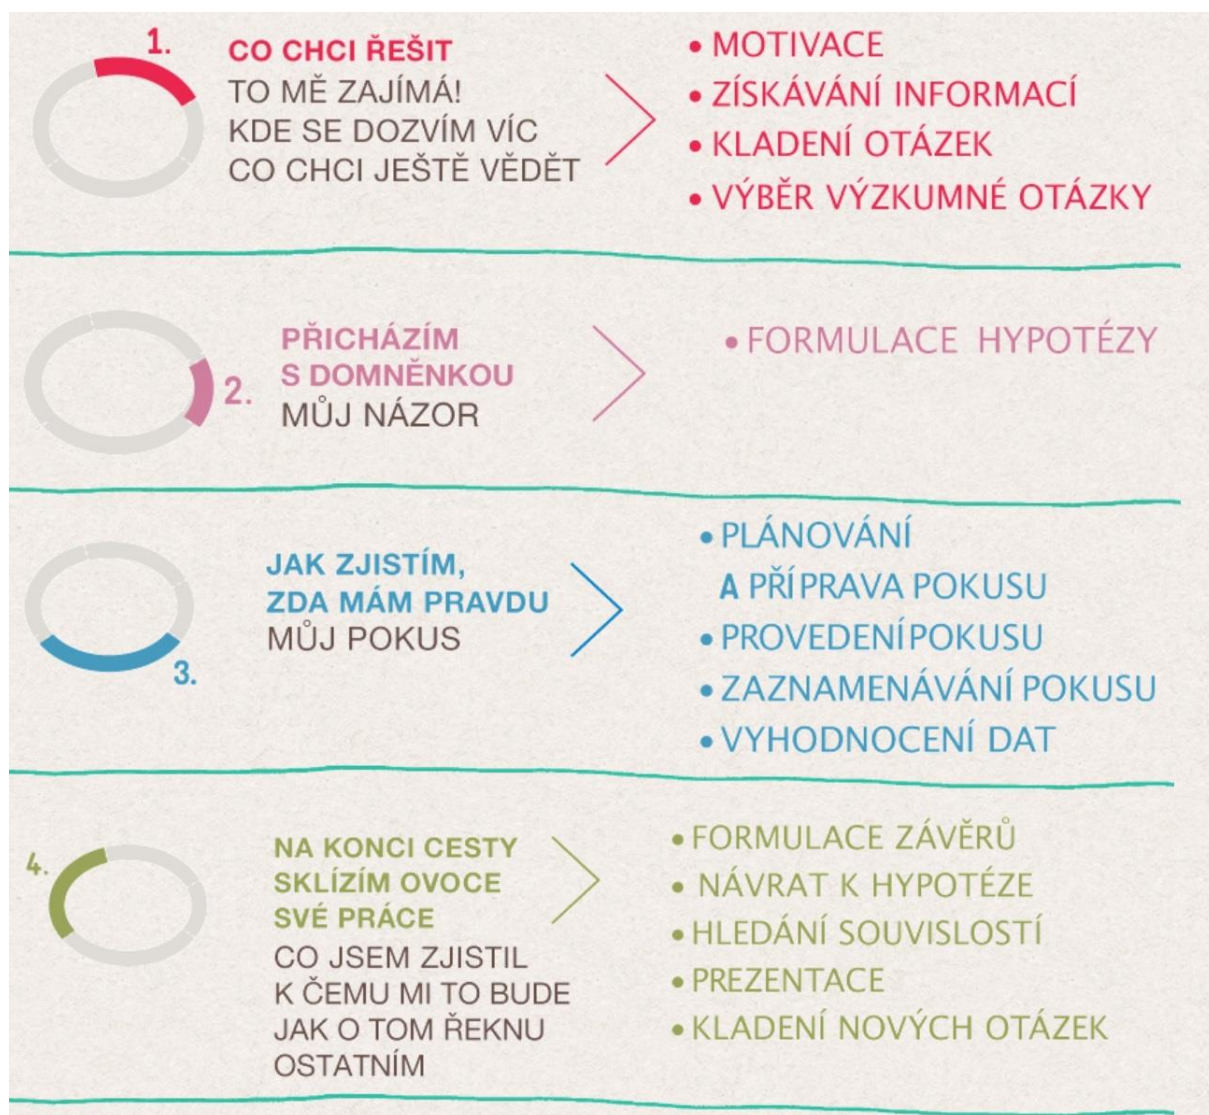 1.
CO CHCI ŘEŠIT
TO MĚ ZAJÍMÁ!
KDE SE DOZVÍM VÍC
CO CHCI JEŠTĚ VĚDĚT
• MOTIVACE
• ZÍSKÁVÁNÍ INFORMACÍ
• KLADENÍ OTÁZEK
• VÝBĚR VÝZKUMNÉ OTÁZKY
2.
PŘICHÁZÍM
S DOMNĚNKOU
MŮJ NÁZOR
• FORMULACE HYPOTÉZY
3.
JAK ZJISTÍM,
ZDA MÁM PRAVDU
MŮJ POKUS
• PLÁNOVÁNÍ
A PŘÍPRAVA POKUSU
• PROVEDENÍPOKUSU
• ZAZNAMENÁVÁNÍ POKUSU
• VYHODNOCENÍ DAT
4.
NA KONCI CESTY
SKLÍZÍM OVOCE
SVÉ PRÁCE
CO JSEM ZJISTIL
K ČEMU MI TO BUDE
JAK O TOM ŘEKNU
OSTATNÍM
• FORMULACE ZÁVĚRŮ
• NÁVRAT K HYPOTÉZE
• HLEDÁNÍ SOUVISLOSTÍ
• PREZENTACE
• KLADENÍ NOVÝCH OTÁZEK